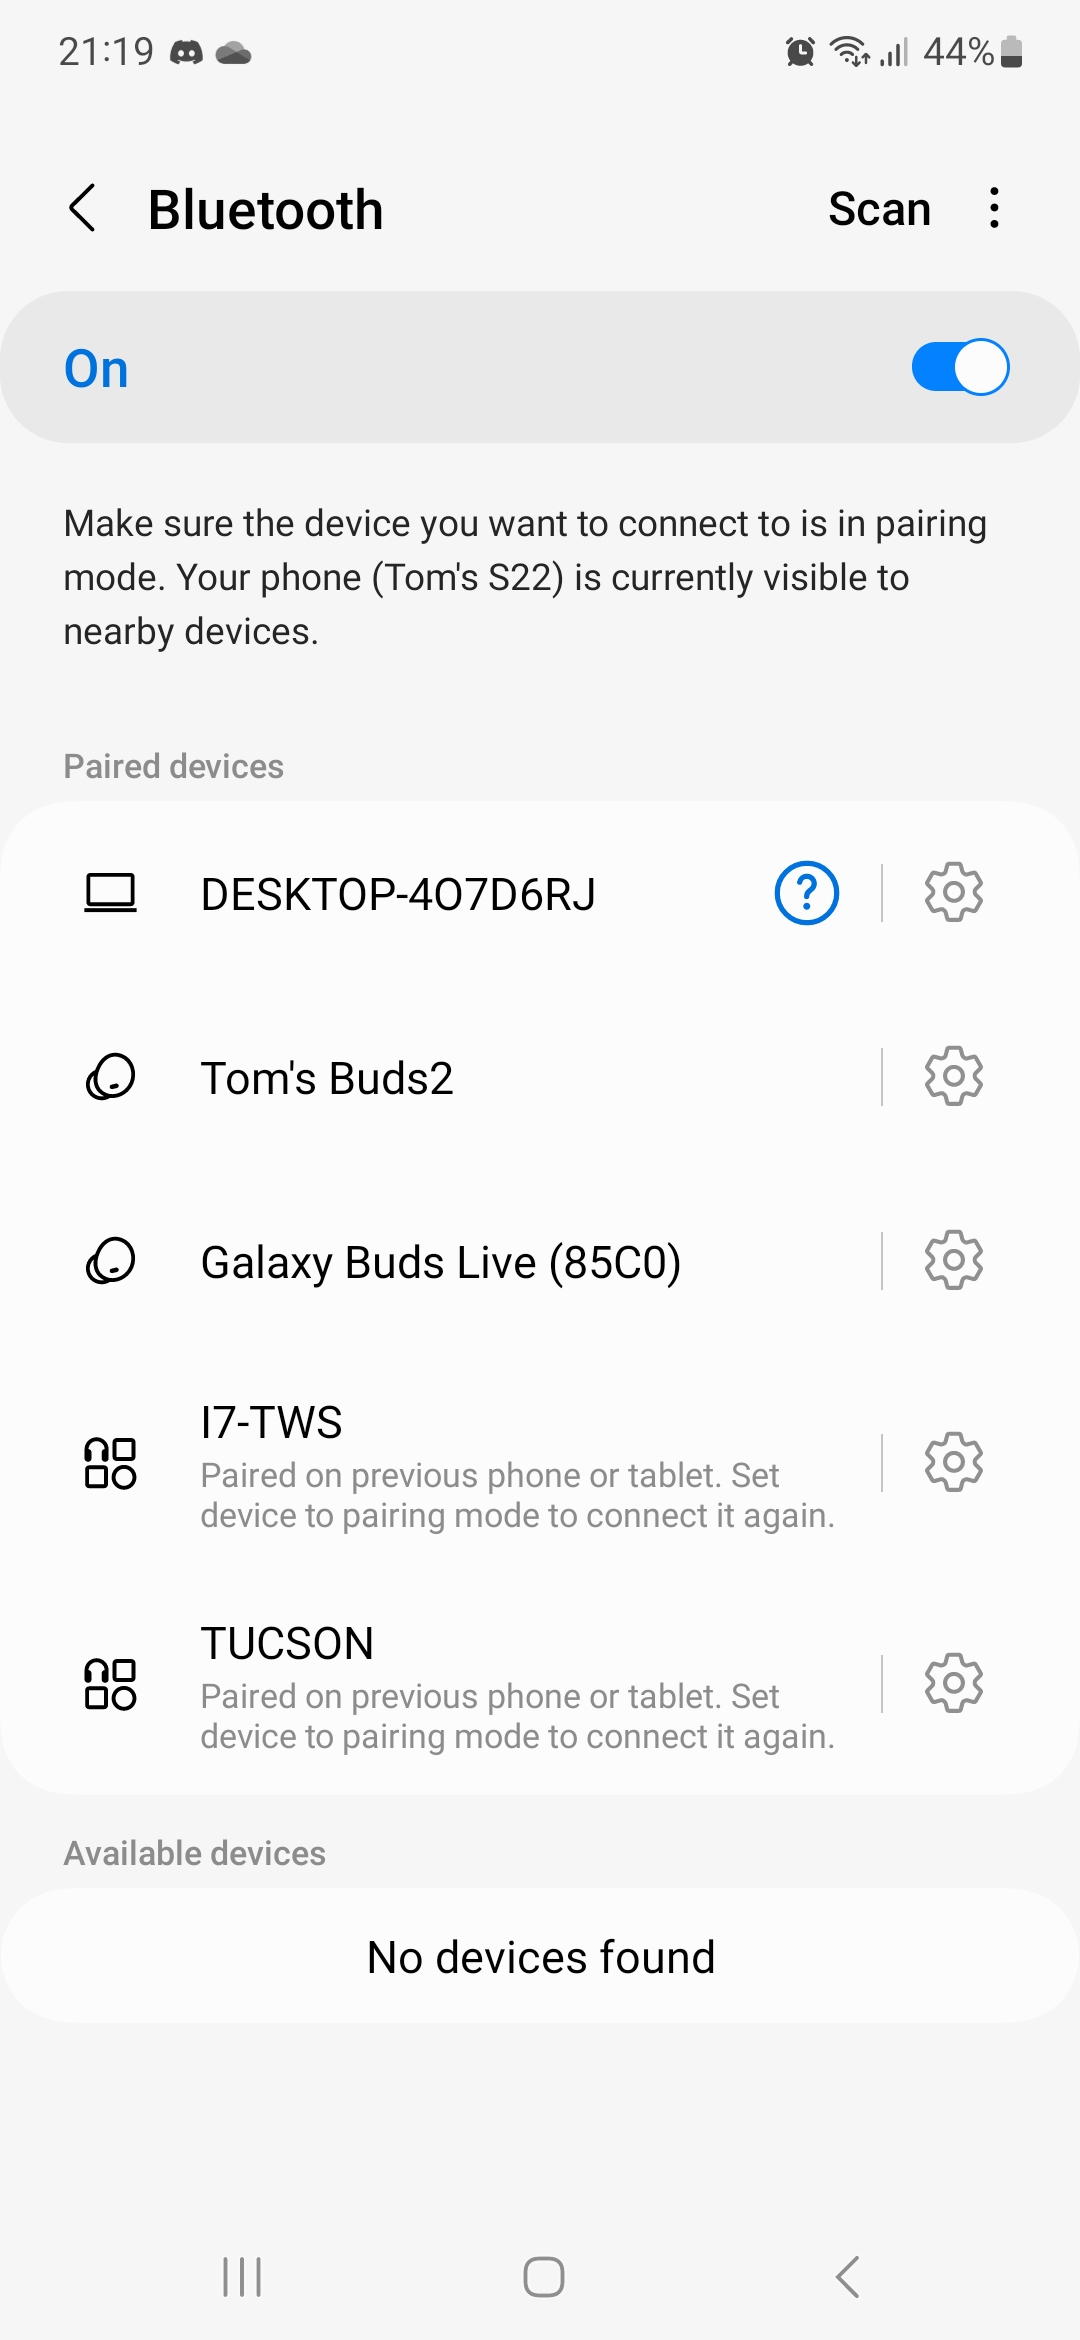 21:19
44%
Bluetooth
Scan
On
Make sure the device you want to connect to is in pairing
mode. Your phone (Tom's S22) is currently visible to
nearby devices.
Paired devices
DESKTOP-4O7D6RJ
?
Tom's Buds2
Galaxy Buds Live (85C0)
I7-TWS
Paired on previous phone or tablet. Set
device to pairing mode to connect it again.
TUCSON
Paired on previous phone or tablet. Set
device to pairing mode to connect it again.
Available devices
No devices found